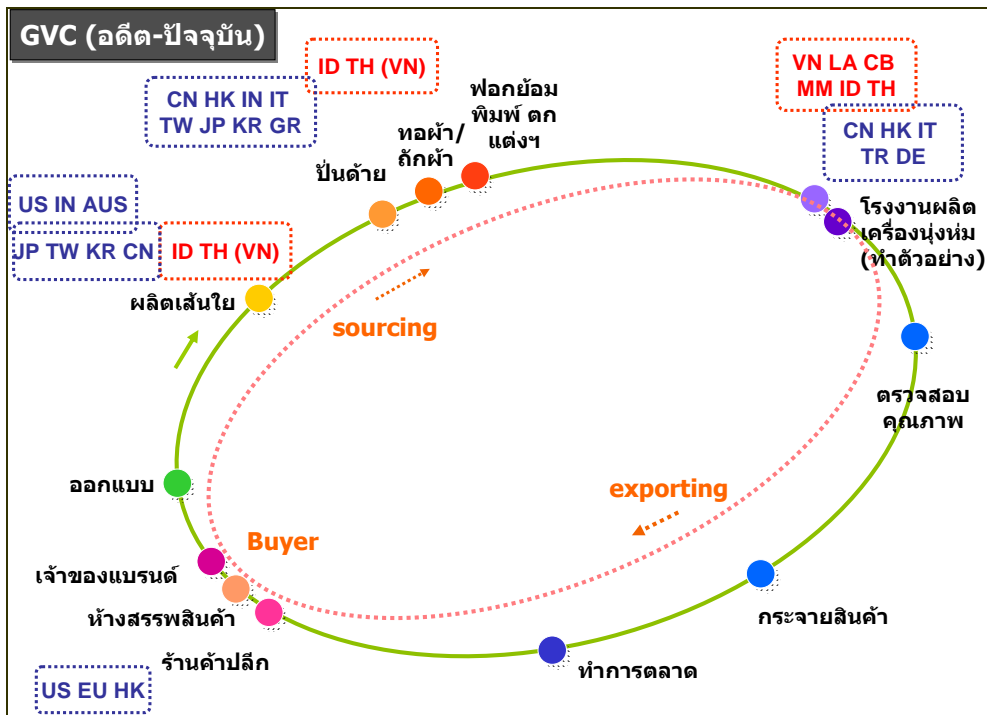 GVC (อดีต-ปัจจุบัน)
ID TH (VN)
CN HK IN IT
TW JP KR GR
ฟอกย้อม
พิมพ์ ตก
แต่งฯ
ทอผ้า/
ถักผ้า
ปั่นด้าย
VN LA CB
MM ID TH
CN HK IT
TR DE
โรงงานผลิต
เครื่องนุ่งห่ม
(ทำตัวอย่าง)
US IN AUS
JP TW KR CN
ID TH (VN)
ผลิตเส้นใย
sourcing
ตรวจสอบ
คุณภาพ
ออกแบบ
exporting
Buyer
เจ้าของแบรนด์
ห้างสรรพสินค้า
ร้านค้าปลีก
กระจายสินค้า
ทำการตลาด
US EU HK